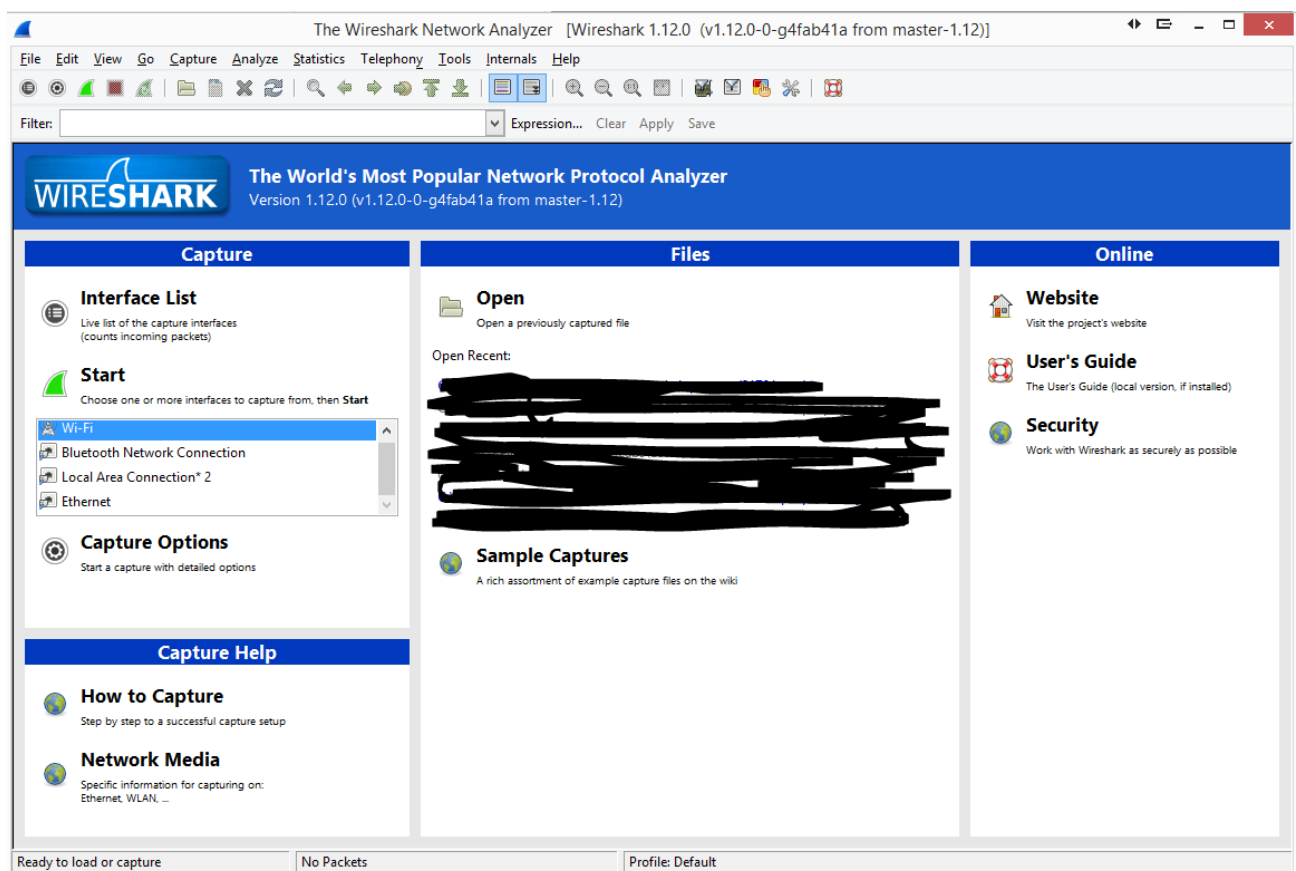 The Wireshark Network Analyzer [Wireshark 1.12.0 (v1.12.0-0-g4fab41a from master-1.12)]
File Edit View Go Capture Analyze Statistics Telephony Tools Internals Help
Filter: Expression... Clear Apply Save
WIRESHARK
The World's Most Popular Network Protocol Analyzer
Version 1.12.0 (v1.12.0-0-g4fab41a from master-1.12)
Capture
Interface List
Live list of the capture interfaces
(counts incoming packets)
Start
Choose one or more interfaces to capture from, then Start
Wi-Fi
Bluetooth Network Connection
Local Area Connection* 2
Ethernet
Capture Options
Start a capture with detailed options
Capture Help
How to Capture
Step by step to a successful capture setup
Network Media
Specific information for capturing on:
Ethernet, WLAN, ...
Files
Open
Open a previously captured file
Open Recent:
Sample Captures
A rich assortment of example capture files on the wiki
Online
Website
Visit the project's website
User's Guide
The User's Guide (local version, if installed)
Security
Work with Wireshark as securely as possible
Ready to load or capture
No Packets
Profile: Default